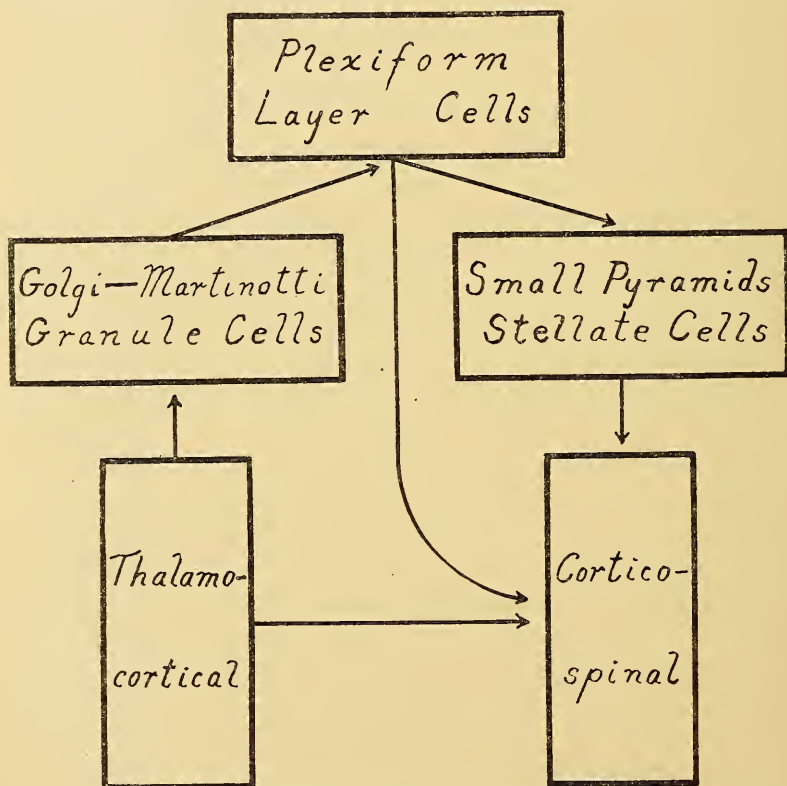 Plexiform
Layer Cells
Golgi—Martinotti
Granule Cells
Small Pyramids
Stellate Cells
Thalamo-
cortical
Cortico-
spinal